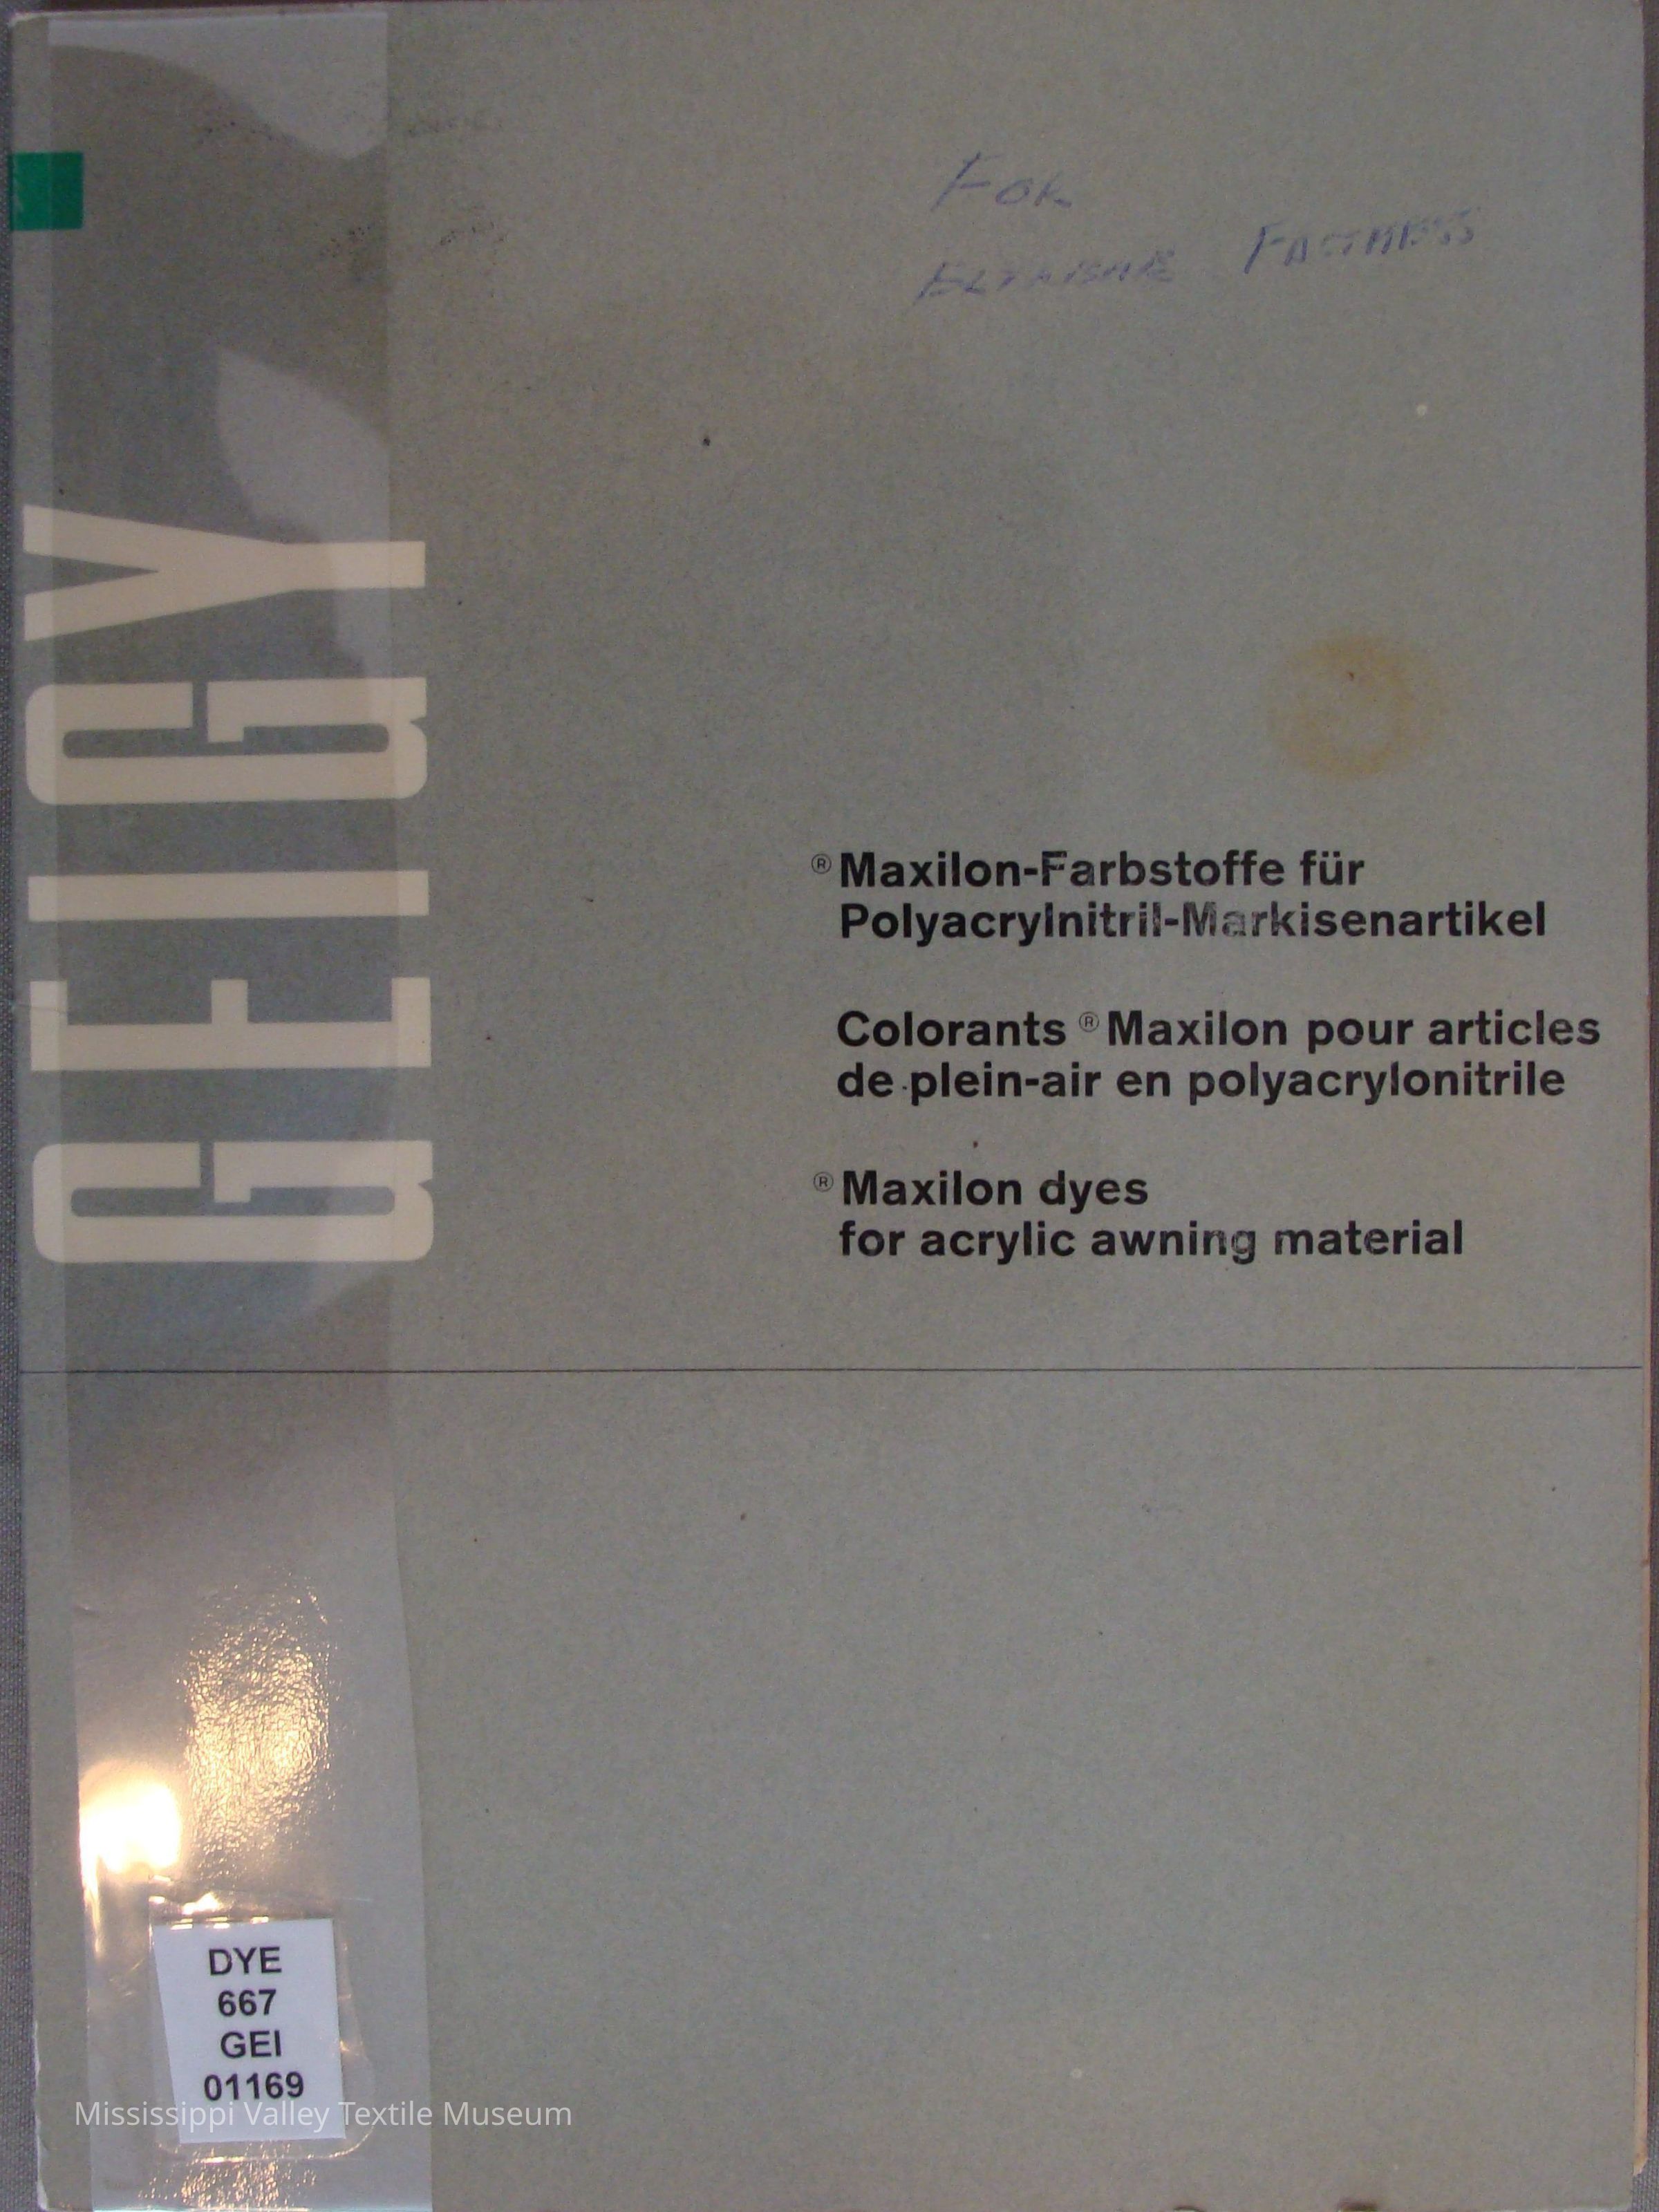 For
Fastness
GEIGY
® Maxilon-Farbstoffe für
Polyacrylnitril-Markisenartikel
Colorants ® Maxilon pour articles
de plein-air en polyacrylonitrile
® Maxilon dyes
for acrylic awning material
DYE
667
GEI
01169
Mississippi Valley Textile Museum